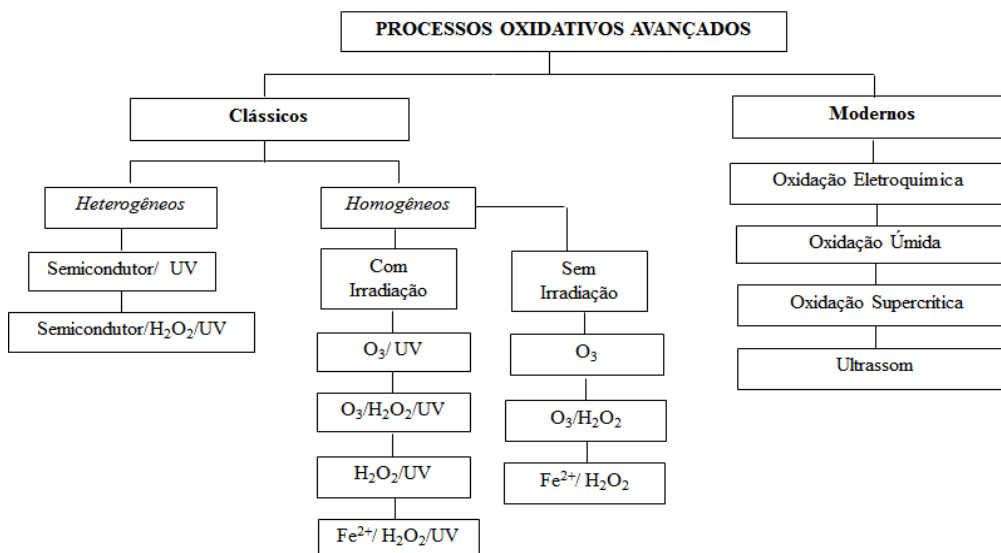 PROCESSOS OXIDATIVOS AVANÇADOS
Clássicos
Modernos
Heterogêneos
Homogêneos
Semicondutor/ UV
Semicondutor/H₂O₂/UV
Com
Irradiação
O₃/ UV
O₃/H₂O₂/UV
H₂O₂/UV
Fe²⁺/ H₂O₂/UV
Sem
Irradiação
O₃
O₃/H₂O₂
Fe²⁺/ H₂O₂
Oxidação Eletroquímica
Oxidação Úmida
Oxidação Supercritica
Ultrassom